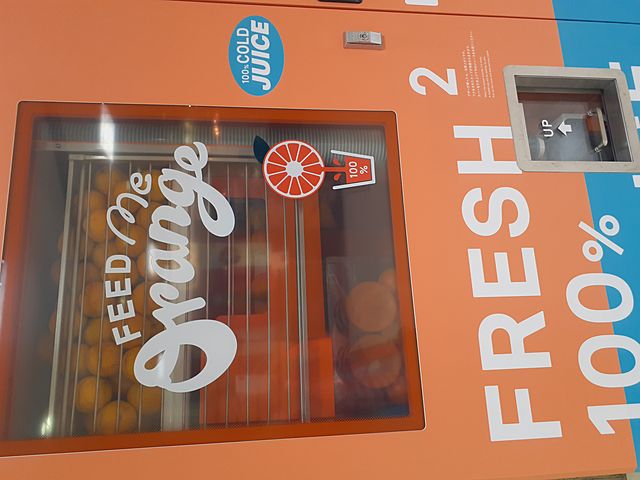 100% COLD
JUICE
FEED Me
Orange
100
%
2
UP
FRESH
100%